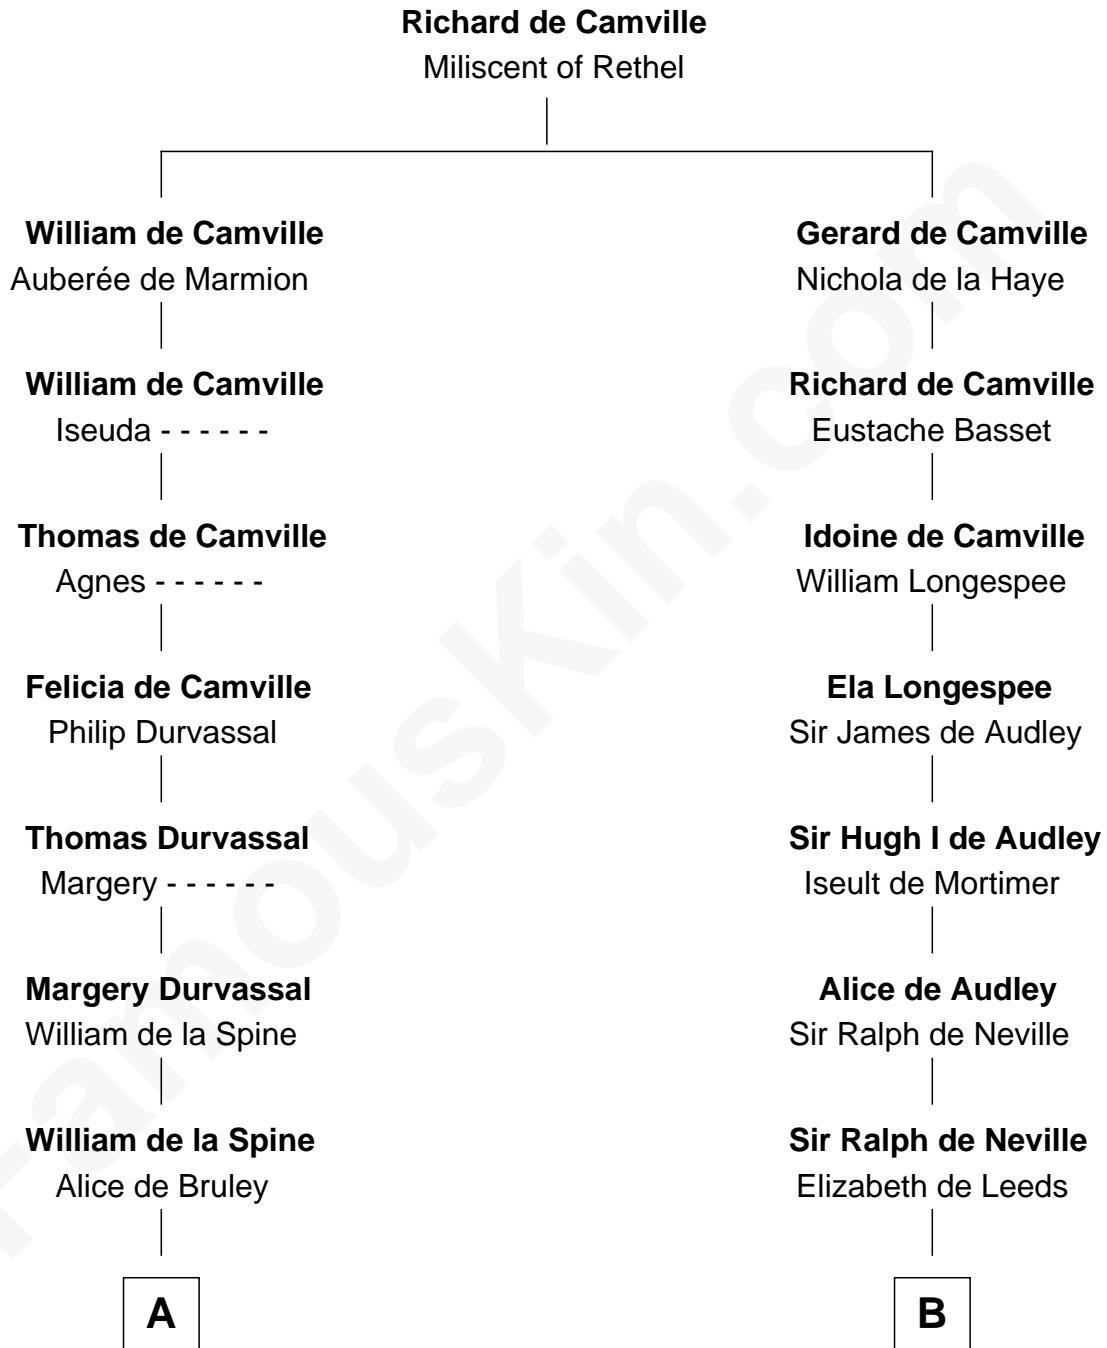 Richard de Camville
Miliscent of Rethel
William de Camville
Auberée de Marmion
Gerard de Camville
Nichola de la Haye
William de Camville
Iseuda - - - - - -
Richard de Camville
Eustache Basset
Thomas de Camville
Agnes - - - - - -
Idoine de Camville
William Longespee
Felicia de Camville
Philip Durvassal
Ela Longespee
Sir James de Audley
Thomas Durvassal
Margery - - - - - -
Sir Hugh I de Audley
Iseult de Mortimer
Margery Durvassal
William de la Spine
Alice de Audley
Sir Ralph de Neville
William de la Spine
Alice de Bruley
Sir Ralph de Neville
Elizabeth de Leeds
A
B
FamousKin.com